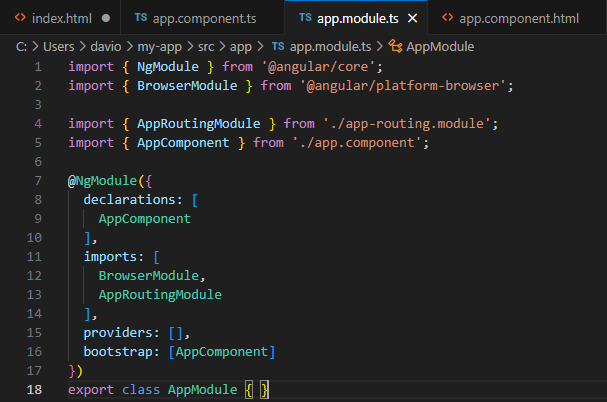 index.html
TS app.component.ts
TS app.module.ts
app.component.html
C: > Users > davio > my-app > src > app > TS app.module.ts > AppModule
1 import { NgModule } from '@angular/core';
2 import { BrowserModule } from '@angular/platform-browser';
3
4 import { AppRoutingModule } from './app-routing.module';
5 import { AppComponent } from './app.component';
6
7 @NgModule({
8   declarations: [
9     AppComponent
10   ],
11   imports: [
12     BrowserModule,
13     AppRoutingModule
14   ],
15   providers: [],
16   bootstrap: [AppComponent]
17 })
18 export class AppModule { }